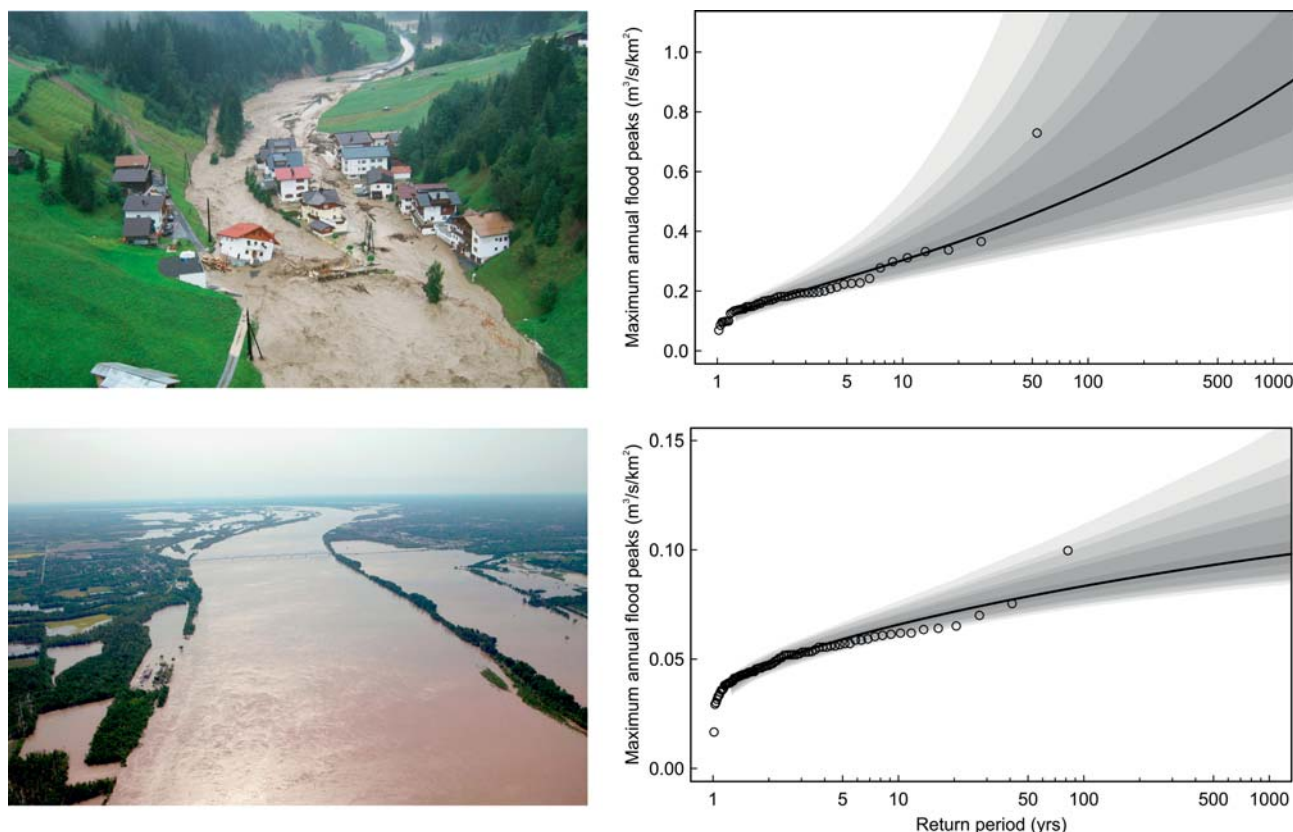 Maximum annual flood peaks (m³/s/km²)
1.0
0.8
0.6
0.4
0.2
0.0
1 5 10 50 100 500 1000
Maximum annual flood peaks (m³/s/km²)
0.15
0.10
0.05
0.00
1 5 10 50 100 500 1000
Return period (yrs)